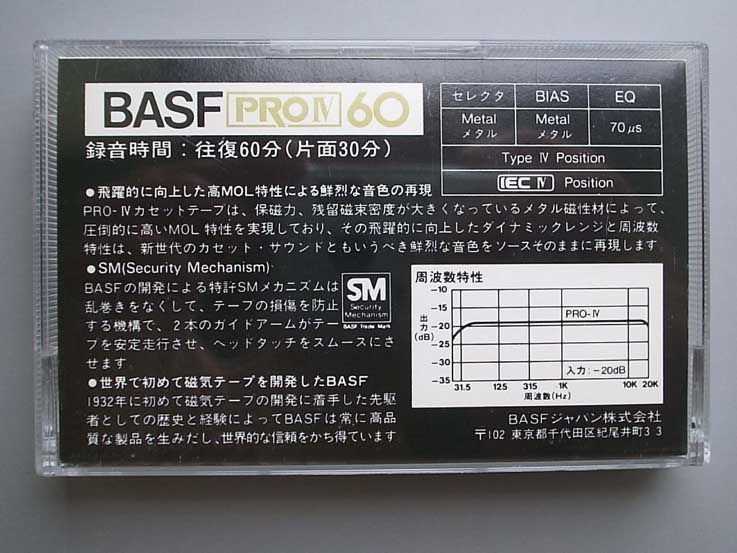 BASF PRO IV 60
録音時間：往復60分(片面30分)
セレクタ BIAS EQ
Metal メタル Metal メタル 70μs
Type IV Position
IEC IV Position
●飛躍的に向上した高MOL特性による鮮烈な音色の再現
PRO-IVカセットテープは、保磁力、残留磁束密度が大きくなっているメタル磁性材によって、
圧倒的に高いMOL 特性を実現しており、その飛躍的に向上したダイナミックレンジと周波数
特性は、新世代のカセット・サウンドともいうべき鮮烈な音色をソースそのままに再現します
●SM(Security Mechanism)
BASFの開発による特許SMメカニズムは
乱巻きをなくして、テープの損傷を防止
する機構で、2本のガイドアームがテー
プを安定走行させ、ヘッドタッチをスムースにさ
せます
SM
Security
Mechanism
BASF Trade Mark
●世界で初めて磁気テープを開発したBASF
1932年に初めて磁気テープの開発に着手した先駆
者としての歴史と経験によってBASFは常に高品
質な製品を生みだし、世界的な信頼をかち得ています
周波数特性
出力(dB)
-10
-15
-20
-25
-30
-35
PRO-IV
入力：-20dB
31.5 125 315 1K 10K 20K
周波数(Hz)
BASFジャパン株式会社
〒102 東京都千代田区紀尾井町3 3